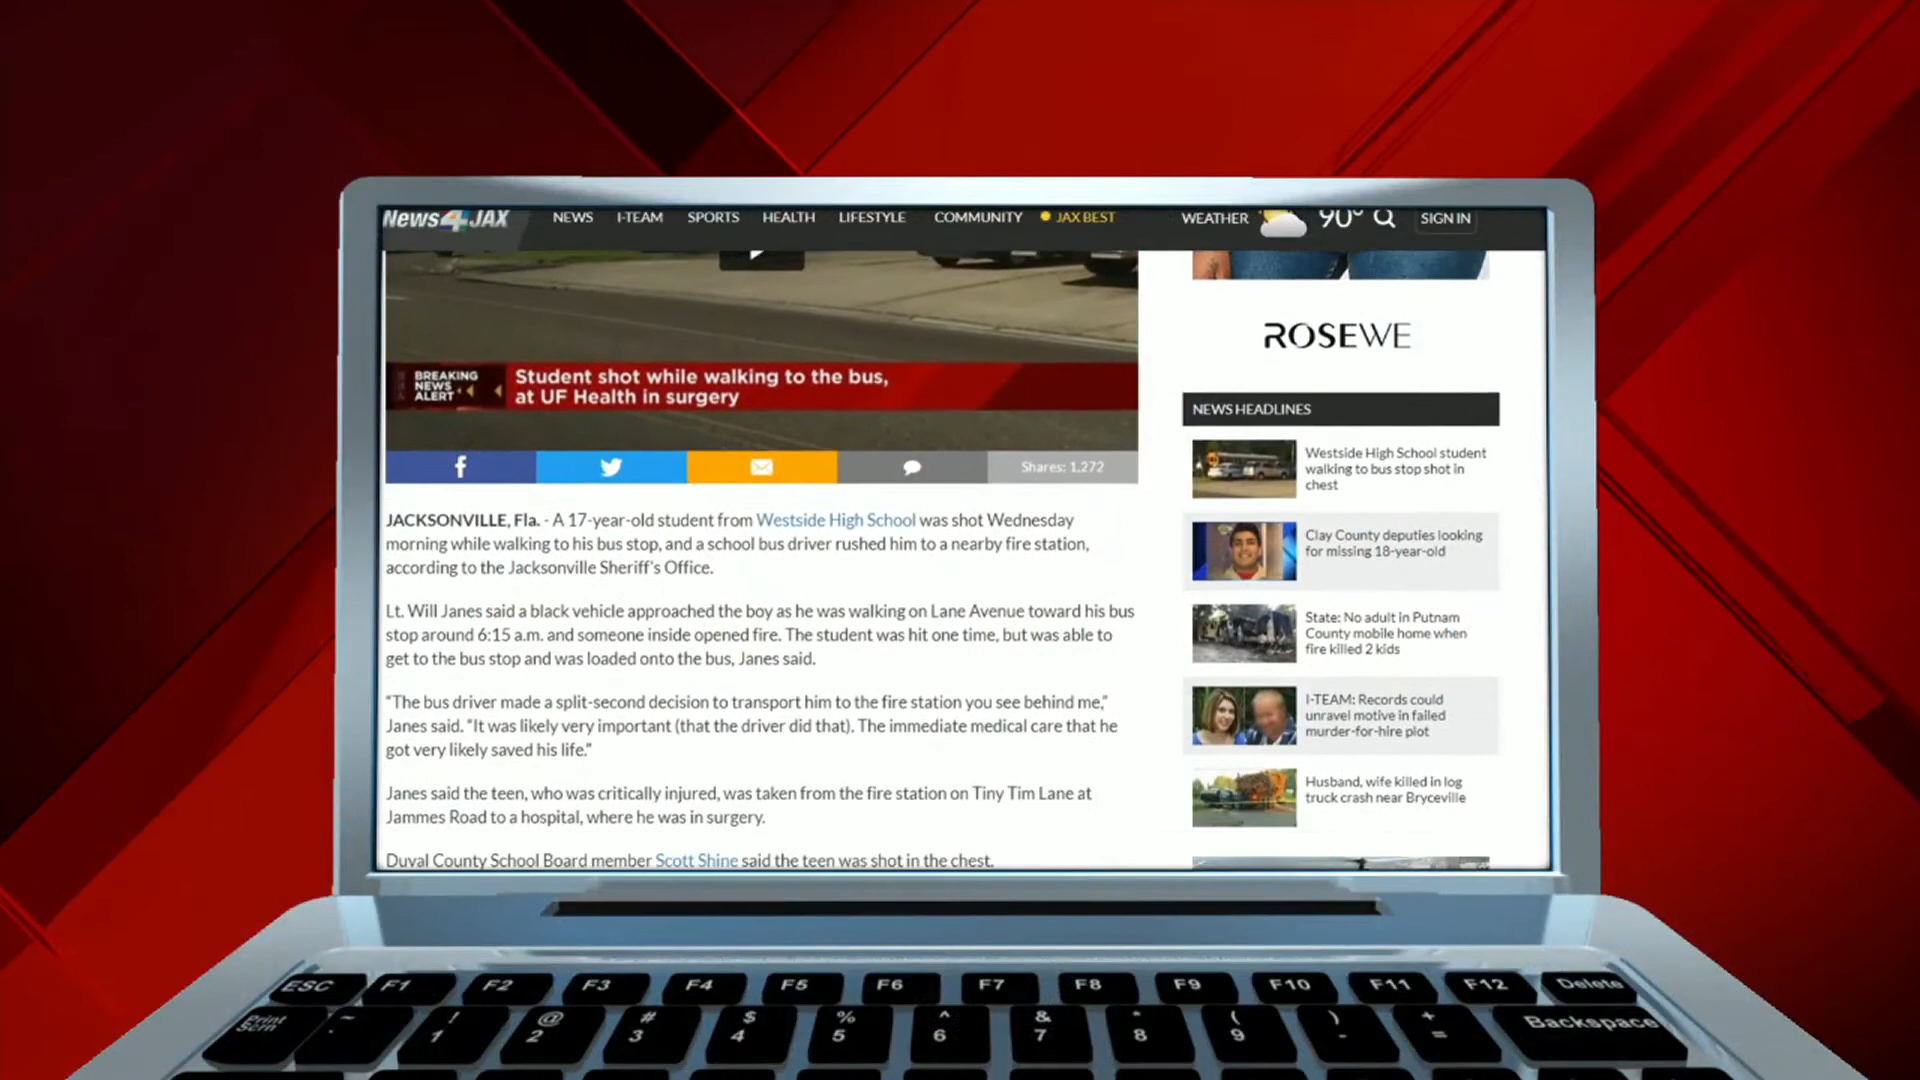 News4JAX
NEWS
I-TEAM
SPORTS
HEALTH
LIFESTYLE
COMMUNITY
JAX BEST
WEATHER
90°
SIGN IN
BREAKING
NEWS
ALERT
Student shot while walking to the bus,
at UF Health in surgery
f
Shares: 1,272
JACKSONVILLE, Fla. - A 17-year-old student from Westside High School was shot Wednesday
morning while walking to his bus stop, and a school bus driver rushed him to a nearby fire station,
according to the Jacksonville Sheriff's Office.
Lt. Will Janes said a black vehicle approached the boy as he was walking on Lane Avenue toward his bus
stop around 6:15 a.m. and someone inside opened fire. The student was hit one time, but was able to
get to the bus stop and was loaded onto the bus, Janes said.
“The bus driver made a split-second decision to transport him to the fire station you see behind me,”
Janes said. “It was likely very important (that the driver did that). The immediate medical care that he
got very likely saved his life.”
Janes said the teen, who was critically injured, was taken from the fire station on Tiny Tim Lane at
Jammes Road to a hospital, where he was in surgery.
Duval County School Board member Scott Shine said the teen was shot in the chest.
ROSEWE
NEWS HEADLINES
Westside High School student
walking to bus stop shot in
chest
Clay County deputies looking
for missing 18-year-old
State: No adult in Putnam
County mobile home when
fire killed 2 kids
I-TEAM: Records could
unravel motive in failed
murder-for-hire plot
Husband, wife killed in log
truck crash near Bryceville
ESC F1 F2 F3 F4 F5 F6 F7 F8 F9 F10 F11 F12 Delete
Print
Scrn
~ ! @ # $ % ^ & * ( ) +
1 2 3 4 5 6 7 8 9 - =
Backspace